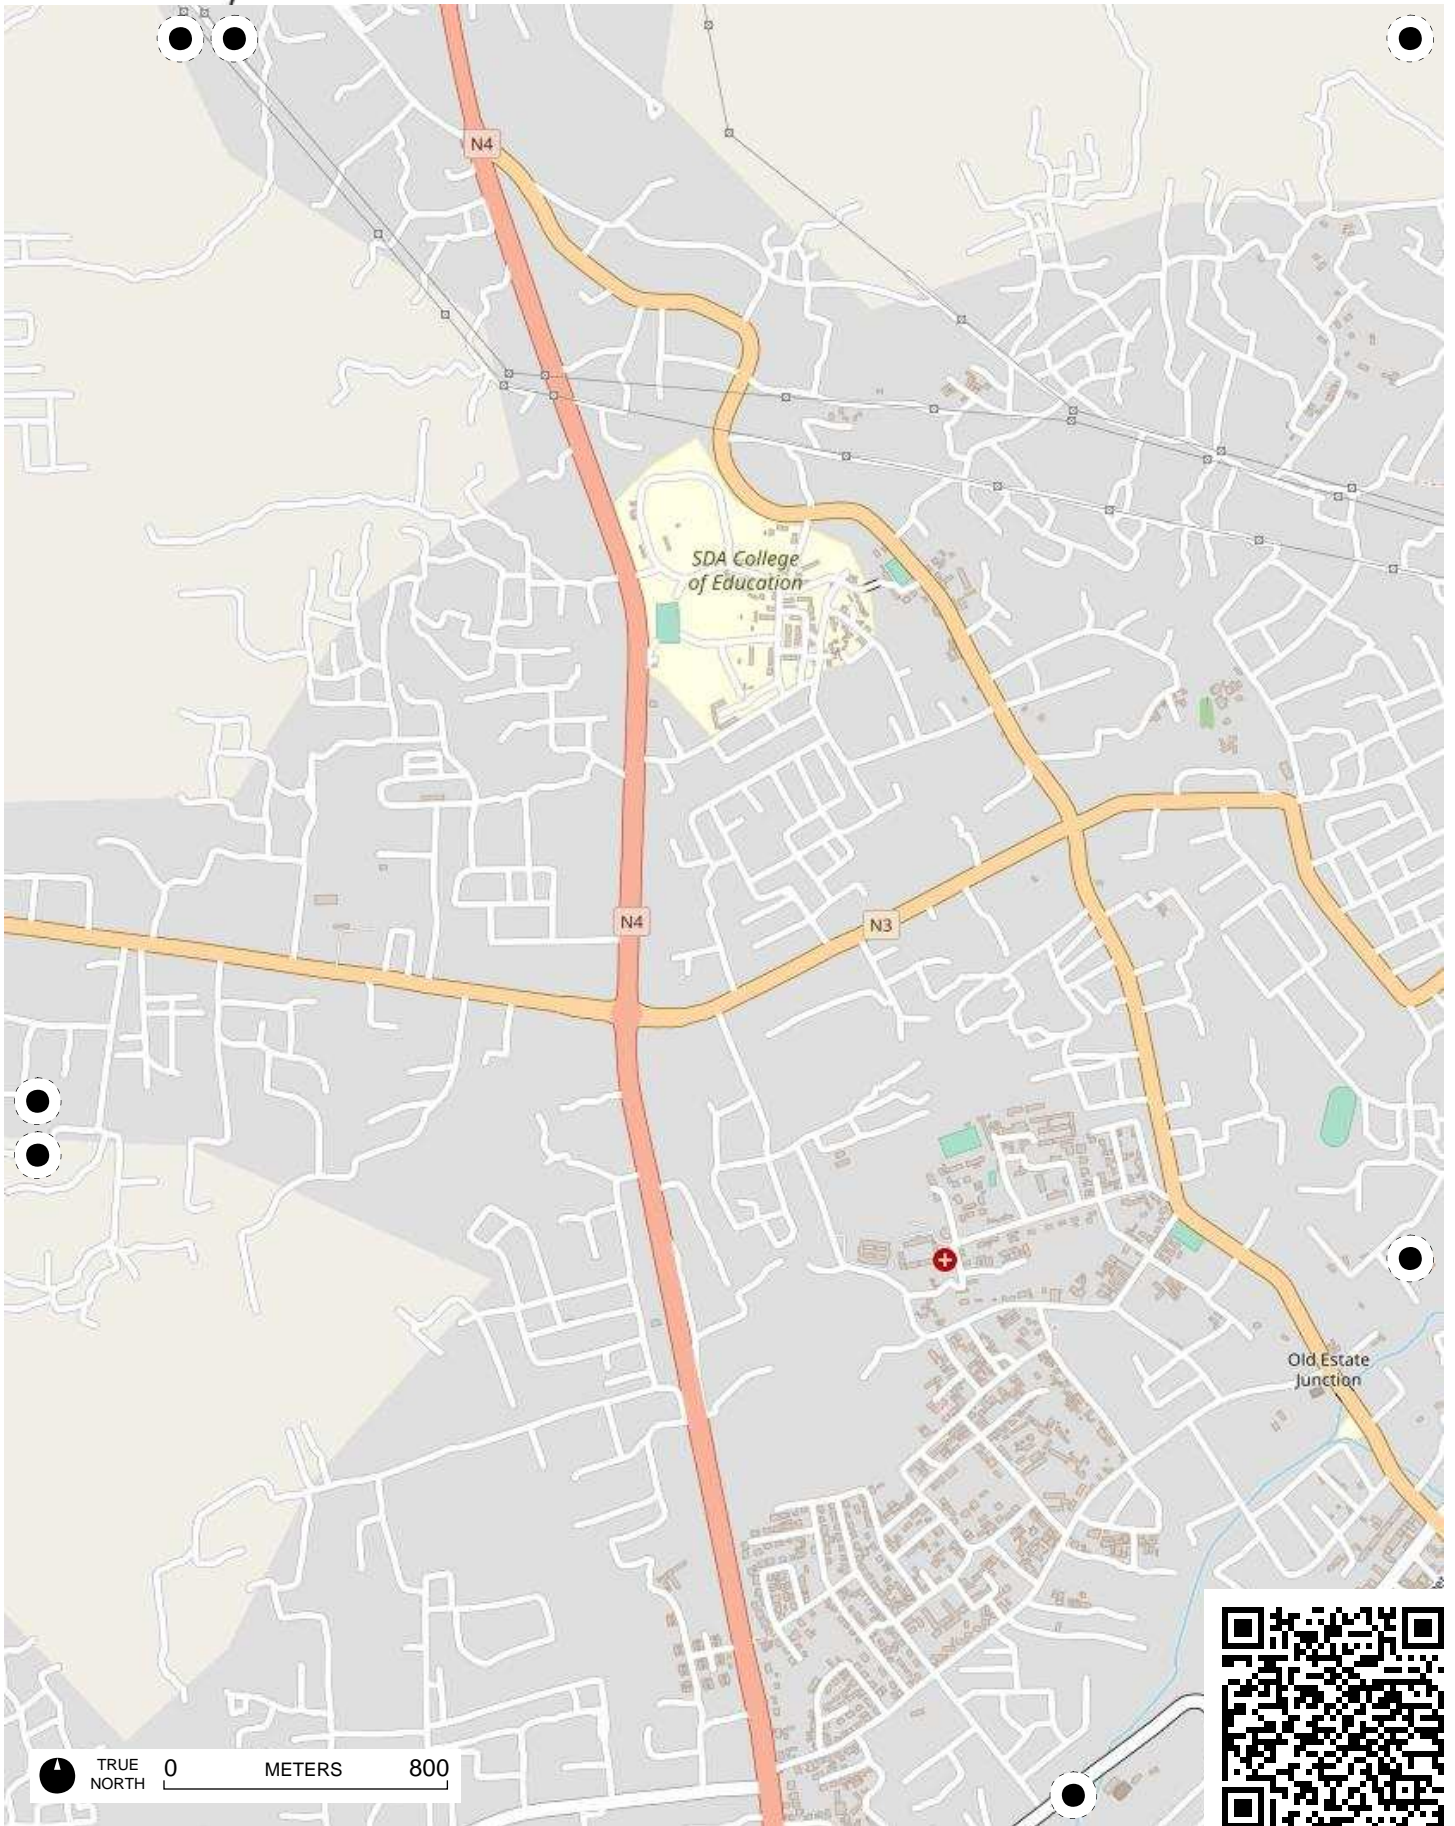 N4
SDA College
of Education
N4
N3
Old Estate
Junction
TRUE
NORTH
0
METERS
800